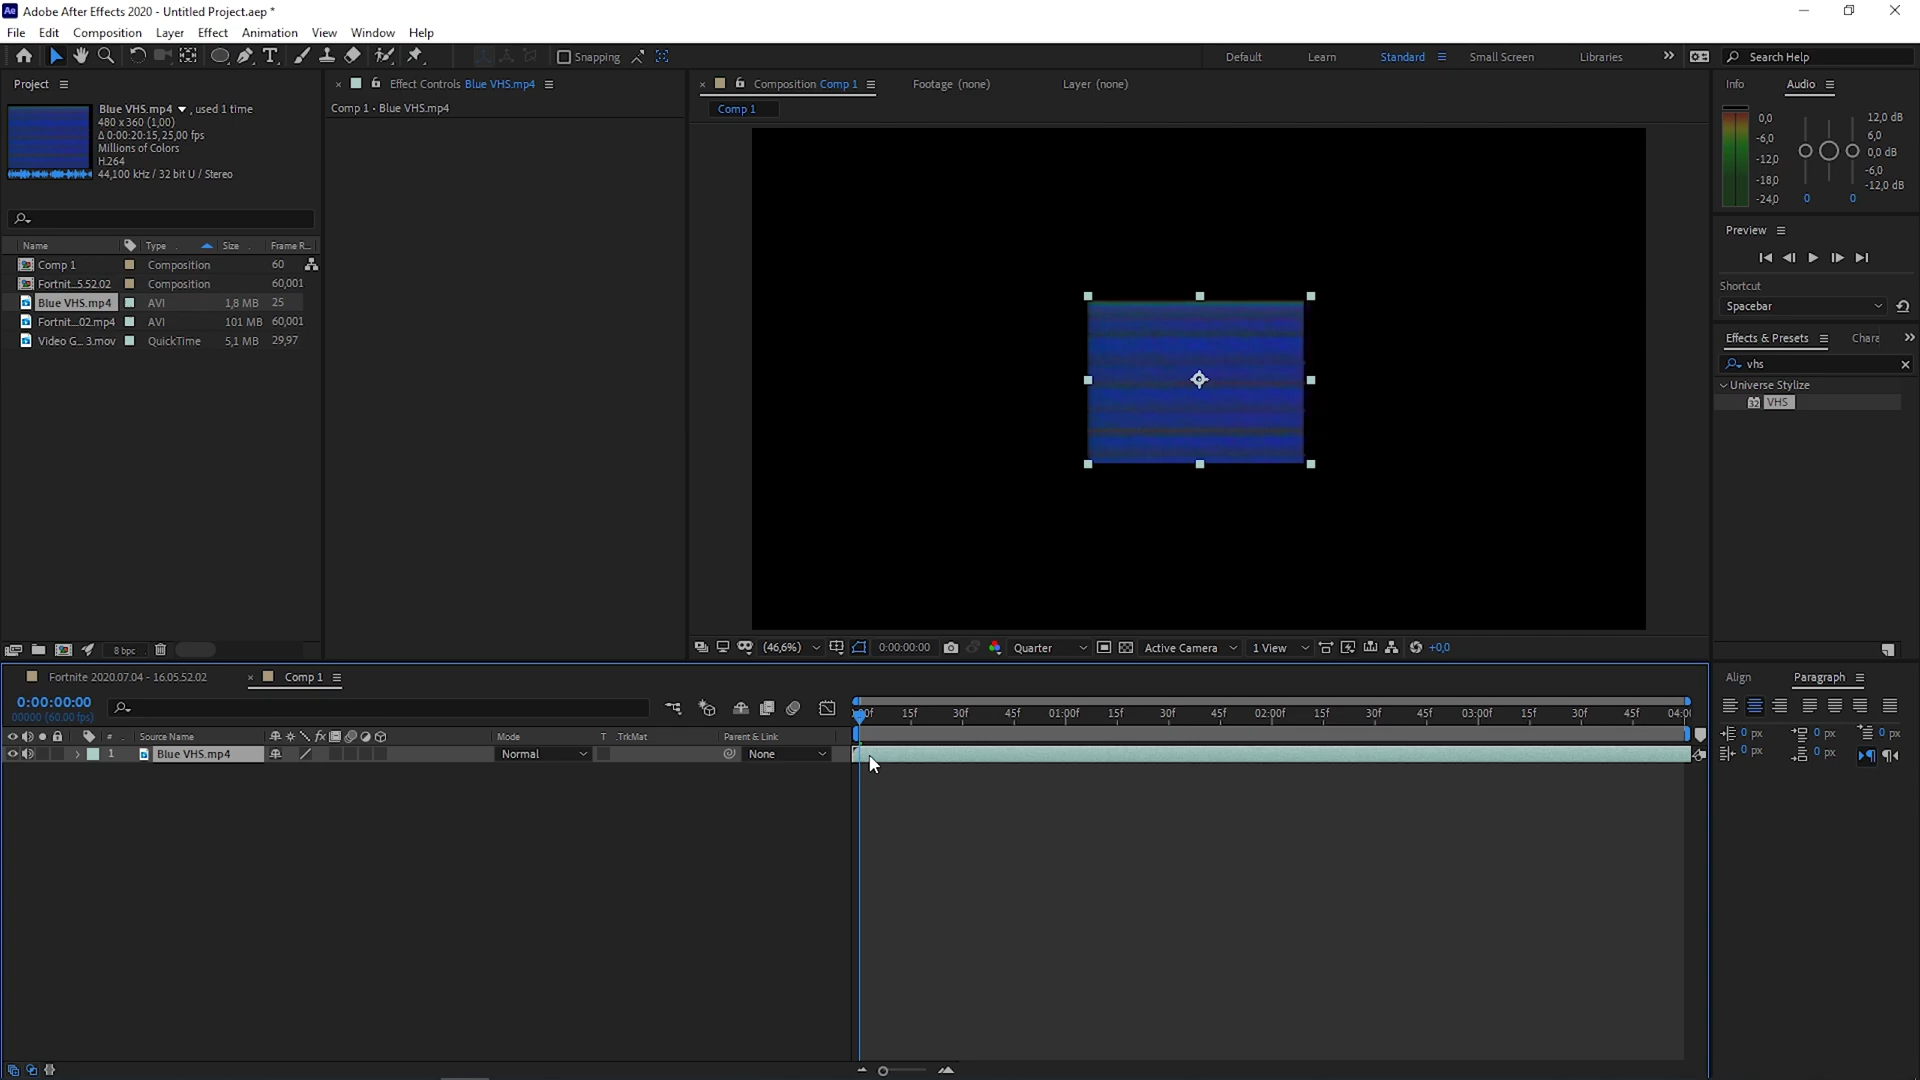 Ae Adobe After Effects 2020 - Untitled Project.aep *
File Edit Composition Layer Effect Animation View Window Help
Snapping
Default Learn Standard Small Screen Libraries Search Help
Project
Blue VHS.mp4 , used 1 time
480 x 360 (1,00)
Δ 0:00:20:15, 25,00 fps
Millions of Colors
H.264
44,100 kHz / 32 bit U / Stereo
Name Type Size Frame R...
Comp 1 Composition 60
Fortnit...5.52.02 Composition 60,001
Blue VHS.mp4 AVI 1,8 MB 25
Fortnit...02.mp4 AVI 101 MB 60,001
Video G... 3.mov QuickTime 5,1 MB 29,97
8 bpc
Effect Controls Blue VHS.mp4
Comp 1 · Blue VHS.mp4
Composition Comp 1 Footage (none) Layer (none)
Comp 1
(46,6%) 0:00:00:00 Quarter Active Camera 1 View +0,0
Info Audio
0,0 12,0 dB
-6,0 6,0
-12,0 0,0 dB
-18,0 -6,0
-24,0 -12,0 dB
0 0
Preview
Shortcut
Spacebar
Effects & Presets Chara
vhs
Universe Stylize
32 VHS
Fortnite 2020.07.04 - 16.05.52.02 Comp 1
0:00:00:00
00000 (60.00 fps)
15f 30f 45f 01:00f 15f 30f 45f 02:00f 15f 30f 45f 03:00f 15f 30f 45f
# Source Name fx Mode T .TrkMat Parent & Link
1 Blue VHS.mp4 Normal None
Align Paragraph
0 px 0 px 0 px
0 px 0 px